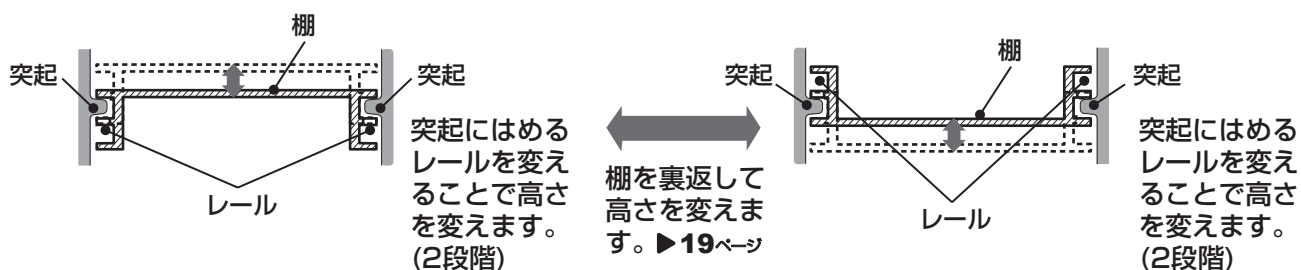 棚
突起
突起
レール
突起にはめる
レールを変え
ることで高さ
を変えます。
(2段階)
棚を裏返して
高さを変えま
す。▶19ページ
棚
突起
突起
レール
突起にはめる
レールを変え
ることで高さ
を変えます。
(2段階)